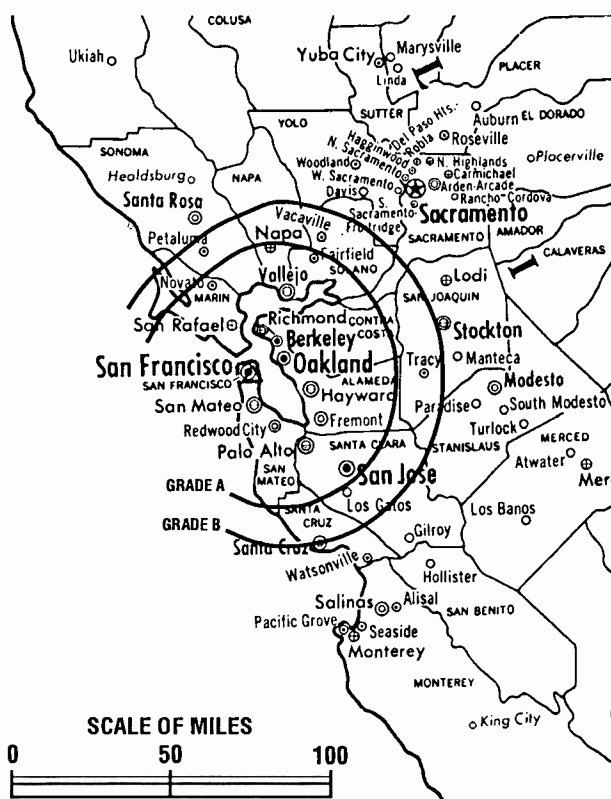 COLUSA
Ukiah
Yuba City
Marysville
Linda
PLACER
SUTTER
Auburn
EL DORADO
YOLO
Del Paso Hts.
Robla
Roseville
SONOMA
Hagginwood
N. Sacramento
N. Highlands
Placerville
Healdsburg
NAPA
Woodland
Carmichael
W. Sacramento
Arden-Arcade
Davis
Rancho-Cordova
Santa Rosa
S.
Sacramento
Fruitridge
Sacramento
Vacaville
Napa
SACRAMENTO
AMADOR
Petaluma
Fairfield
SOLANO
CALAVERAS
Novato
MARIN
Vallejo
Lodi
SAN JOAQUIN
San Rafael
Richmond
CONTRA
COSTA
Stockton
Berkeley
Oakland
San Francisco
SAN FRANCISCO
Tracy
Manteca
ALAMEDA
Hayward
Modesto
San Mateo
Paradise
South Modesto
Fremont
Redwood City
Turlock
Palo Alto
SANTA CLARA
STANISLAUS
MERCED
SAN
MATEO
San Jose
Atwater
Mer
GRADE A
Los Gatos
SANTA
CRUZ
Los Banos
GRADE B
Santa Cruz
Gilroy
Watsonville
Hollister
Salinas
Alisal
SAN BENITO
Pacific Grove
Seaside
Monterey
MONTEREY
King City
SCALE OF MILES
0 50 100